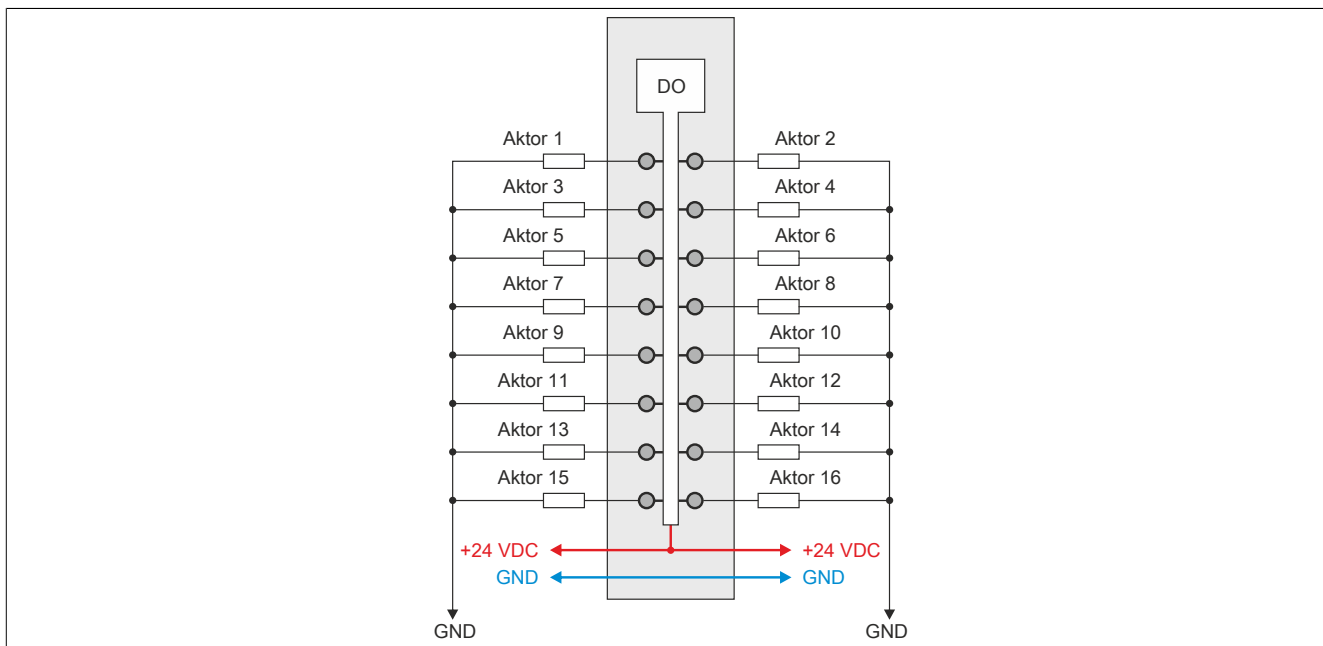 DO
Aktor 1 Aktor 2
Aktor 3 Aktor 4
Aktor 5 Aktor 6
Aktor 7 Aktor 8
Aktor 9 Aktor 10
Aktor 11 Aktor 12
Aktor 13 Aktor 14
Aktor 15 Aktor 16
+24 VDC +24 VDC
GND GND
GND GND